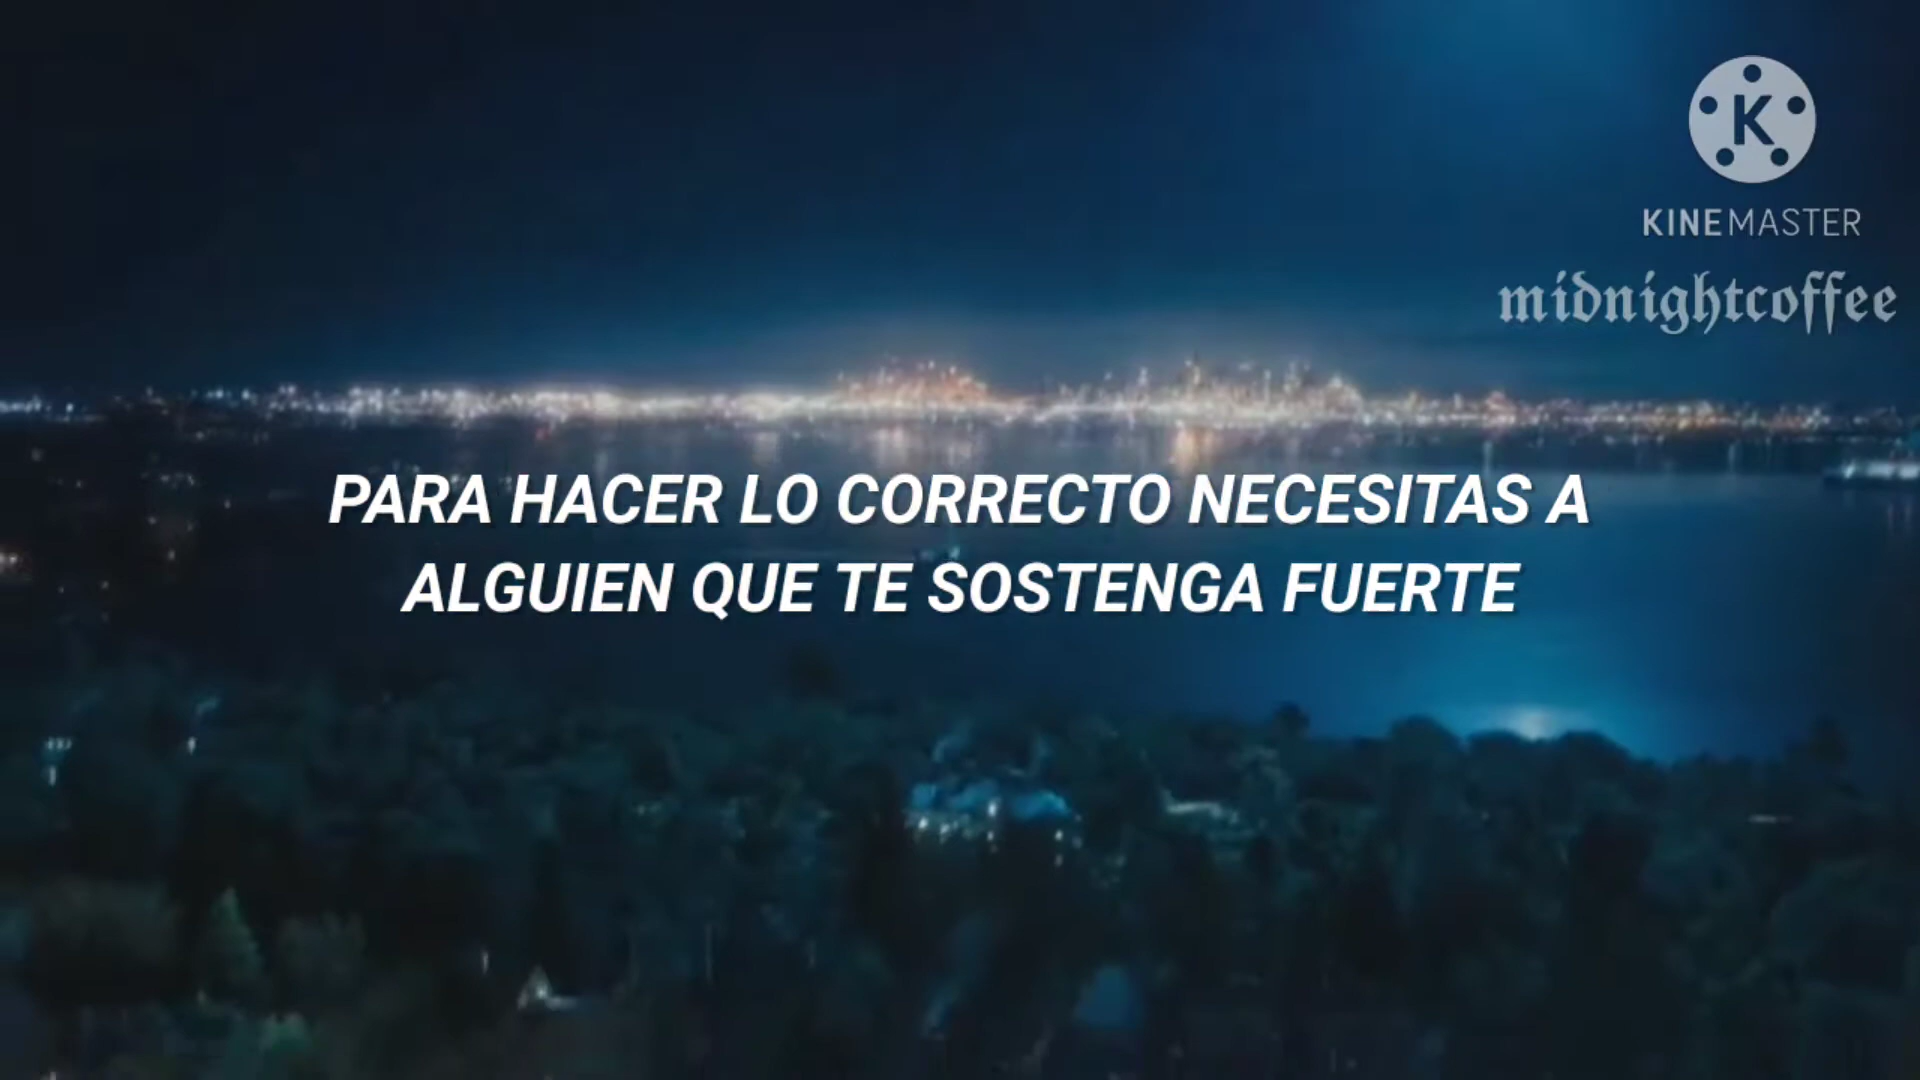 K
KINEMASTER
midnightcoffee
PARA HACER LO CORRECTO NECESITAS A
ALGUIEN QUE TE SOSTENGA FUERTE